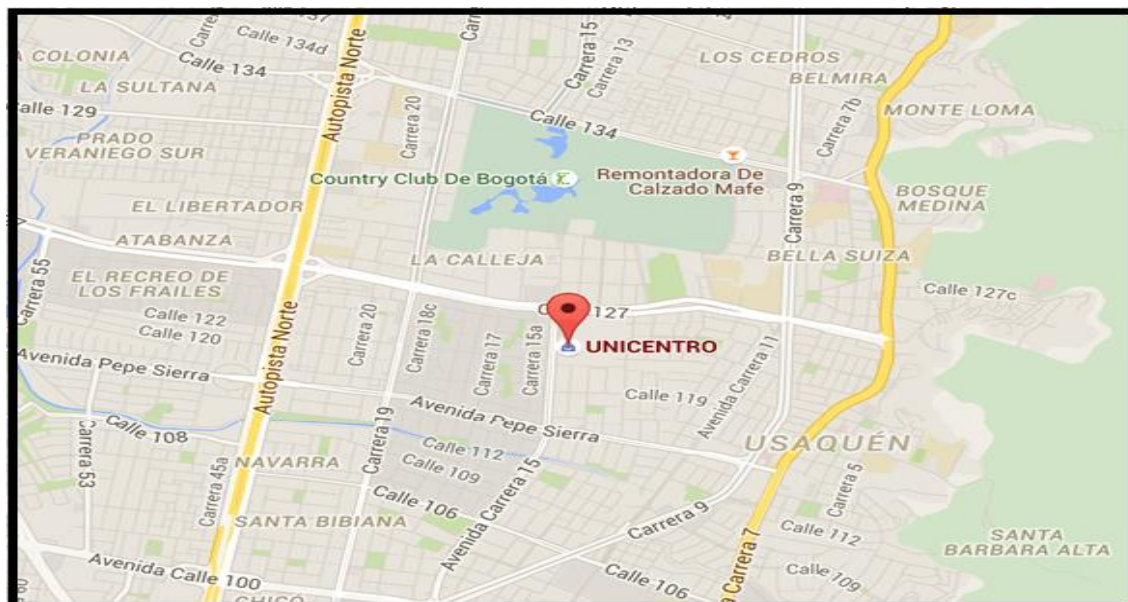 Calle 134d
Carrera 15
Carrera 13
LOS CEDROS
COLONIA
Calle 134
BELMIRA
LA SULTANA
Autopista Norte
Carrera 20
Carrera 7b
MONTE LOMA
Calle 129
Calle 134
PRADO
VERANIEGO SUR
Country Club De Bogotá
Remontadora De
Calzado Mafe
Carrera 9
BOSQUE
MEDINA
EL LIBERTADOR
Carrera 15
ATABANZA
LA CALLEJA
BELLA SUIZA
Carrera 55
EL RECREO DE
LOS FRAILES
Calle 127c
127
Calle 122
Calle 120
Carrera 20
Carrera 18c
Carrera 17
Carrera 15a
UNICENTRO
Autopista Norte
Avenida Pepe Sierra
Avenida Carrera 11
Calle 119
Carrera 19
Avenida Pepe Sierra
Calle 108
Carrera 53
Calle 112
USAQUÉN
NAVARRA
Calle 109
Carrera 45a
Avenida Carrera 15
Carrera 5
Calle 106
SANTA BIBIANA
Carrera 9
Calle 112
SANTA
BARBARA ALTA
Carrera 7
Avenida Calle 100
Calle 106
Calle 109
CHICÓ